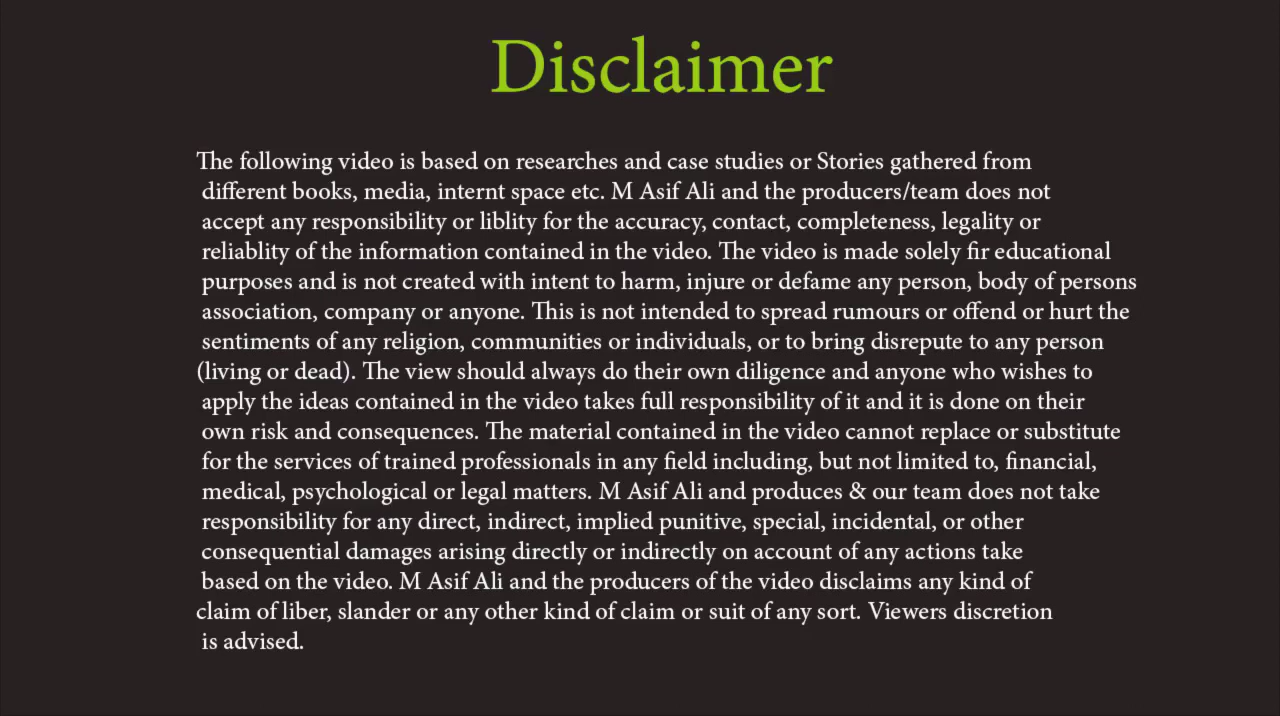 Disclaimer
The following video is based on researches and case studies or Stories gathered from
different books, media, internt space etc. M Asif Ali and the producers/team does not
accept any responsibility or liblity for the accuracy, contact, completeness, legality or
reliablity of the information contained in the video. The video is made solely fir educational
purposes and is not created with intent to harm, injure or defame any person, body of persons
association, company or anyone. This is not intended to spread rumours or offend or hurt the
sentiments of any religion, communities or individuals, or to bring disrepute to any person
(living or dead). The view should always do their own diligence and anyone who wishes to
apply the ideas contained in the video takes full responsibility of it and it is done on their
own risk and consequences. The material contained in the video cannot replace or substitute
for the services of trained professionals in any field including, but not limited to, financial,
medical, psychological or legal matters. M Asif Ali and produces & our team does not take
responsibility for any direct, indirect, implied punitive, special, incidental, or other
consequential damages arising directly or indirectly on account of any actions take
based on the video. M Asif Ali and the producers of the video disclaims any kind of
claim of liber, slander or any other kind of claim or suit of any sort. Viewers discretion
is advised.